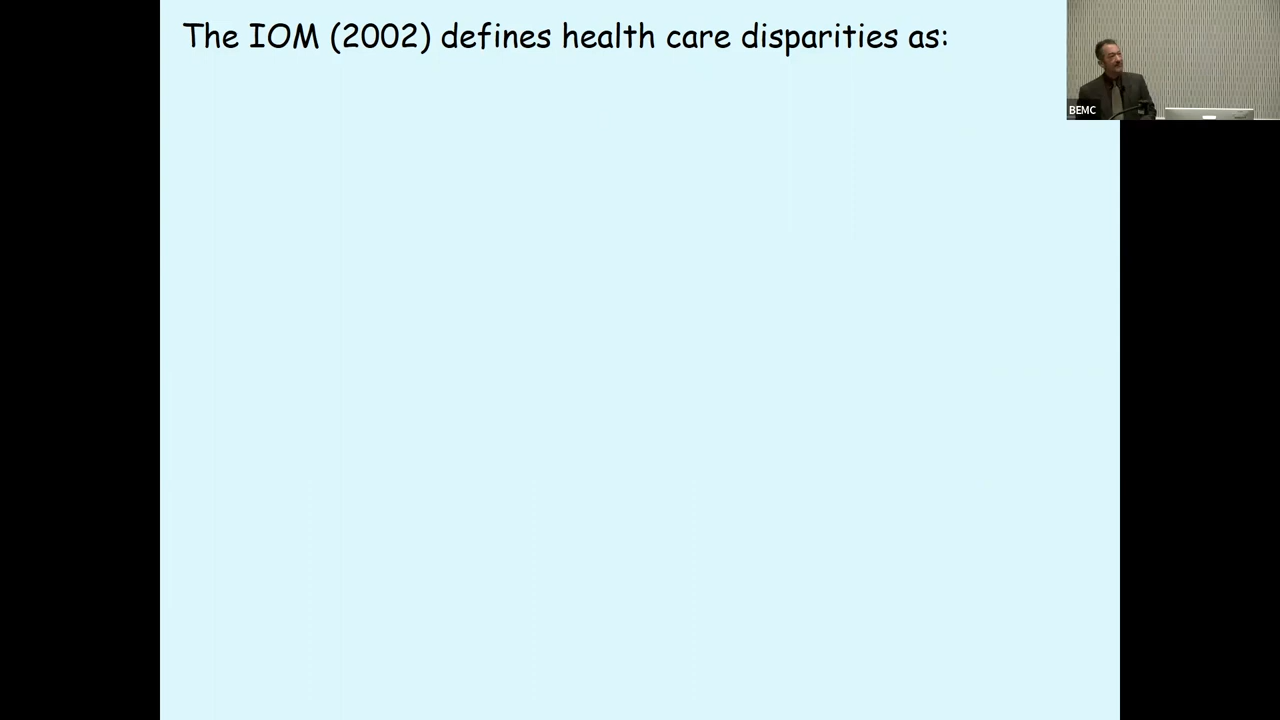 The IOM (2002) defines health care disparities as:
BEMC